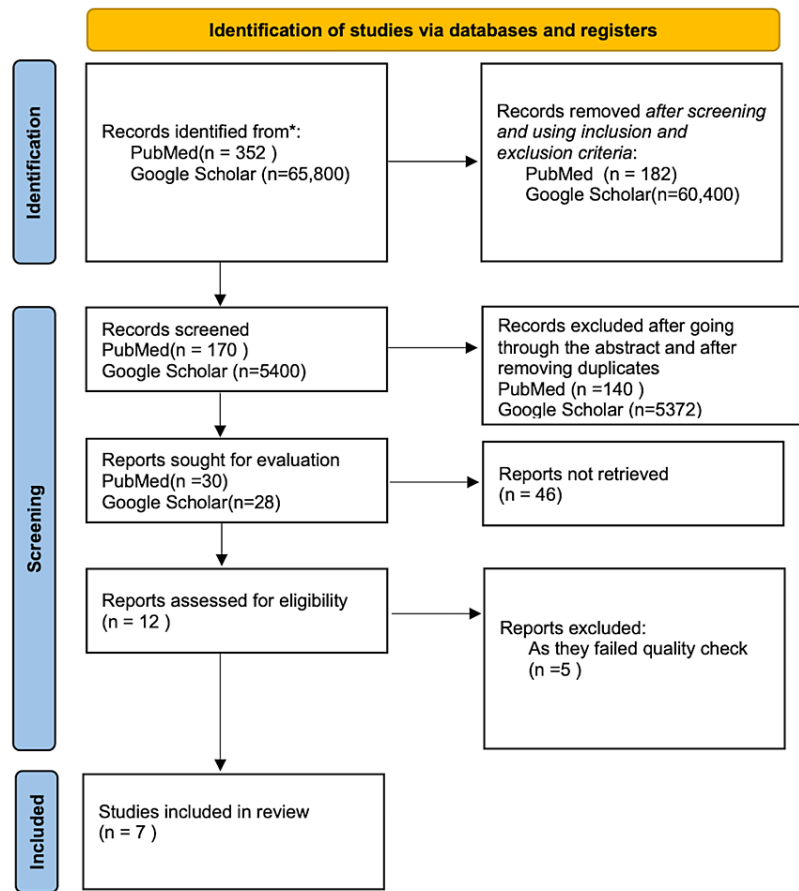 Identification of studies via databases and registers
Identification
Records identified from*:
PubMed(n = 352 )
Google Scholar (n=65,800)
Records removed after screening
and using inclusion and
exclusion criteria:
PubMed (n = 182)
Google Scholar(n=60,400)
Screening
Records screened
PubMed(n = 170 )
Google Scholar (n=5400)
Records excluded after going
through the abstract and after
removing duplicates
PubMed (n =140 )
Google Scholar (n=5372)
Reports sought for evaluation
PubMed(n =30)
Google Scholar(n=28)
Reports not retrieved
(n = 46)
Reports assessed for eligibility
(n = 12 )
Reports excluded:
As they failed quality check
(n =5 )
Included
Studies included in review
(n = 7 )